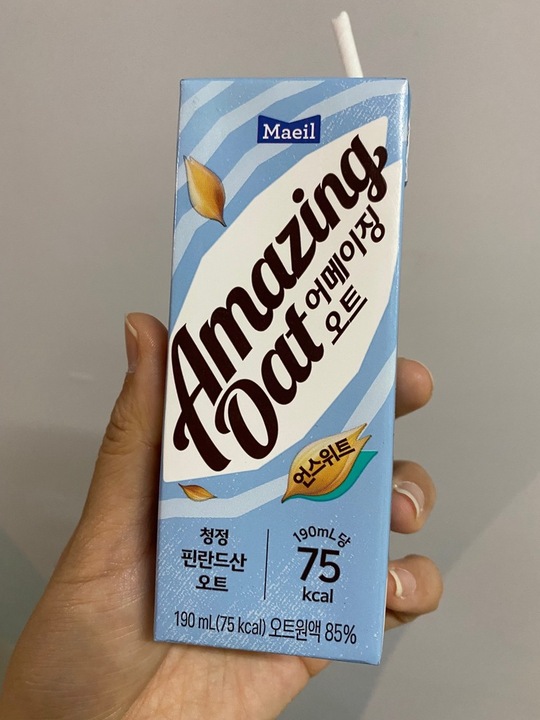 Maeil
Amazing
Oat
어메이징
오트
언스위트
청정
핀란드산
오트
190mL당
75
kcal
190 mL(75 kcal) 오트원액 85%